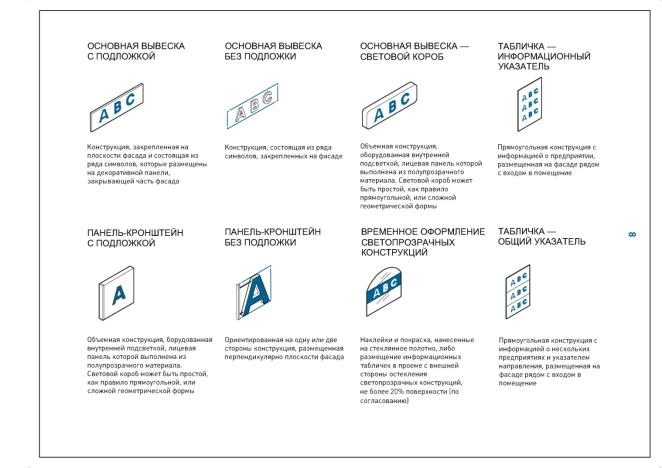 ОСНОВНАЯ ВЫВЕСКА
С ПОДЛОЖКОЙ
ABC
Конструкция, закрепленная на
плоскости фасада и состоящая из
ряда символов, которые размещены
на декоративной панели,
закрывающей часть фасада
ОСНОВНАЯ ВЫВЕСКА
БЕЗ ПОДЛОЖКИ
ABC
Конструкция, состоящая из ряда
символов, закрепленных на фасаде
ОСНОВНАЯ ВЫВЕСКА —
СВЕТОВОЙ КОРОБ
ABC
Объемная конструкция,
оборудованная внутренней
подсветкой, лицевая панель которой
выполнена из полупрозрачного
материала. Световой короб может
быть простой, как правило
прямоугольной, или сложной
геометрической формы
ТАБЛИЧКА —
ИНФОРМАЦИОННЫЙ
УКАЗАТЕЛЬ
ABC
ABC
ABC
Прямоугольная конструкция с
информацией о предприятии,
размещенная на фасаде рядом
с входом в помещение
8
ПАНЕЛЬ-КРОНШТЕЙН
С ПОДЛОЖКОЙ
A
Объемная конструкция, борудованная
внутренней подсветкой, лицевая
панель которой выполнена из
полупрозрачного материала.
Световой короб может быть простой,
как правило прямоугольной, или
сложной геометрической формы
ПАНЕЛЬ-КРОНШТЕЙН
БЕЗ ПОДЛОЖКИ
A
Ориентированная на одну или две
стороны конструкция, размещенная
перпендикулярно плоскости фасада
ВРЕМЕННОЕ ОФОРМЛЕНИЕ
СВЕТОПРОЗРАЧНЫХ
КОНСТРУКЦИЙ
ABC
Наклейки и покраска, нанесенные
на стеклянное полотно, либо
размещение информационных
табличек в проеме с внешней
стороны остекления
светопрозрачных конструкций,
не более 20% поверхности (по
согласованию)
ТАБЛИЧКА —
ОБЩИЙ УКАЗАТЕЛЬ
ABC
ABC
ABC
Прямоугольная конструкция с
информацией о нескольких
предприятиях и указателем
направления, размещенная на
фасаде рядом с входом в
помещение